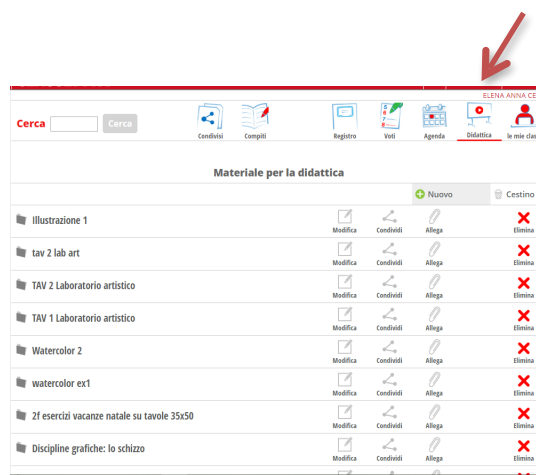 ELENA ANNA CE
Cerca Cerca
Condivisi Compiti Registro Voti Agenda Didattica le mie clas
Materiale per la didattica
Nuovo Cestino
Illustrazione 1
Modifica Condividi Allega Elimina
tav 2 lab art
Modifica Condividi Allega Elimina
TAV 2 Laboratorio artistico
Modifica Condividi Allega Elimina
TAV 1 Laboratorio artistico
Modifica Condividi Allega Elimina
Watercolor 2
Modifica Condividi Allega Elimina
watercolor ex1
Modifica Condividi Allega Elimina
2f esercizi vacanze natale su tavole 35x50
Modifica Condividi Allega Elimina
Discipline grafiche: lo schizzo
Modifica Condividi Allega Elimina